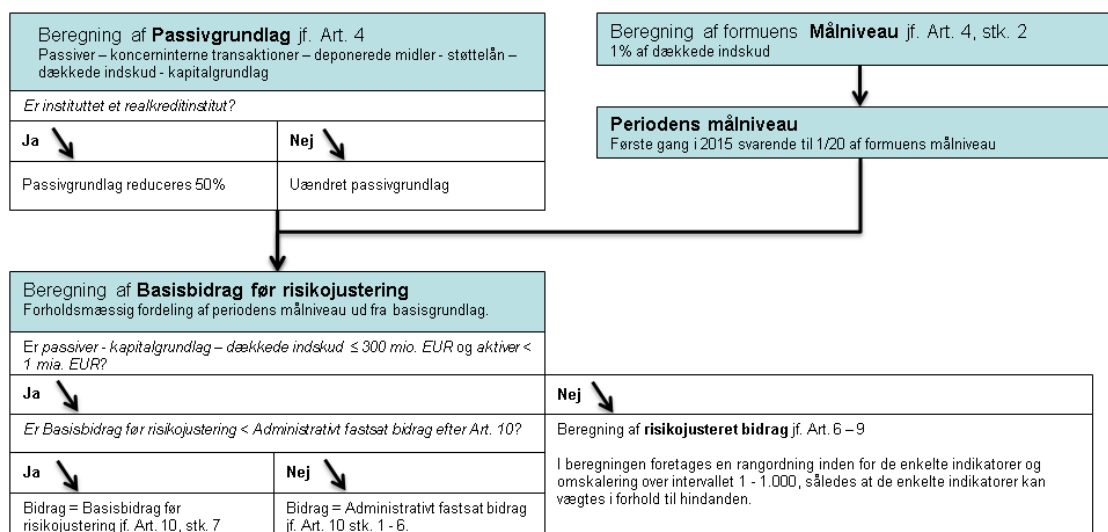 Beregning af Passivgrundlag jf. Art. 4
Passiver – koncerninterne transaktioner – deponerede midler - støttelån –
dækkede indskud - kapitalgrundlag
Er instituttet et realkreditinstitut?
Ja
Nej
Passivgrundlag reduceres 50%
Uændret passivgrundlag
Beregning af formuens Målniveau jf. Art. 4, stk. 2
1% af dækkede indskud
Periodens målniveau
Første gang i 2015 svarende til 1/20 af formuens målniveau
Beregning af Basisbidrag før risikojustering
Forholdsmæssig fordeling af periodens målniveau ud fra basisgrundlag.
Er passiver - kapitalgrundlag – dækkede indskud ≤ 300 mio. EUR og aktiver <
1 mia. EUR?
Ja
Er Basisbidrag før risikojustering < Administrativt fastsat bidrag efter Art. 10?
Ja
Nej
Bidrag = Basisbidrag før
risikojustering jf. Art. 10, stk. 7
Bidrag = Administrativt fastsat bidrag
jf. Art. 10 stk. 1 - 6.
Nej
Beregning af risikojusteret bidrag jf. Art. 6 – 9
I beregningen foretages en rangordning inden for de enkelte indikatorer og
omskalering over intervallet 1 - 1.000, således at de enkelte indikatorer kan
vægtes i forhold til hindanden.